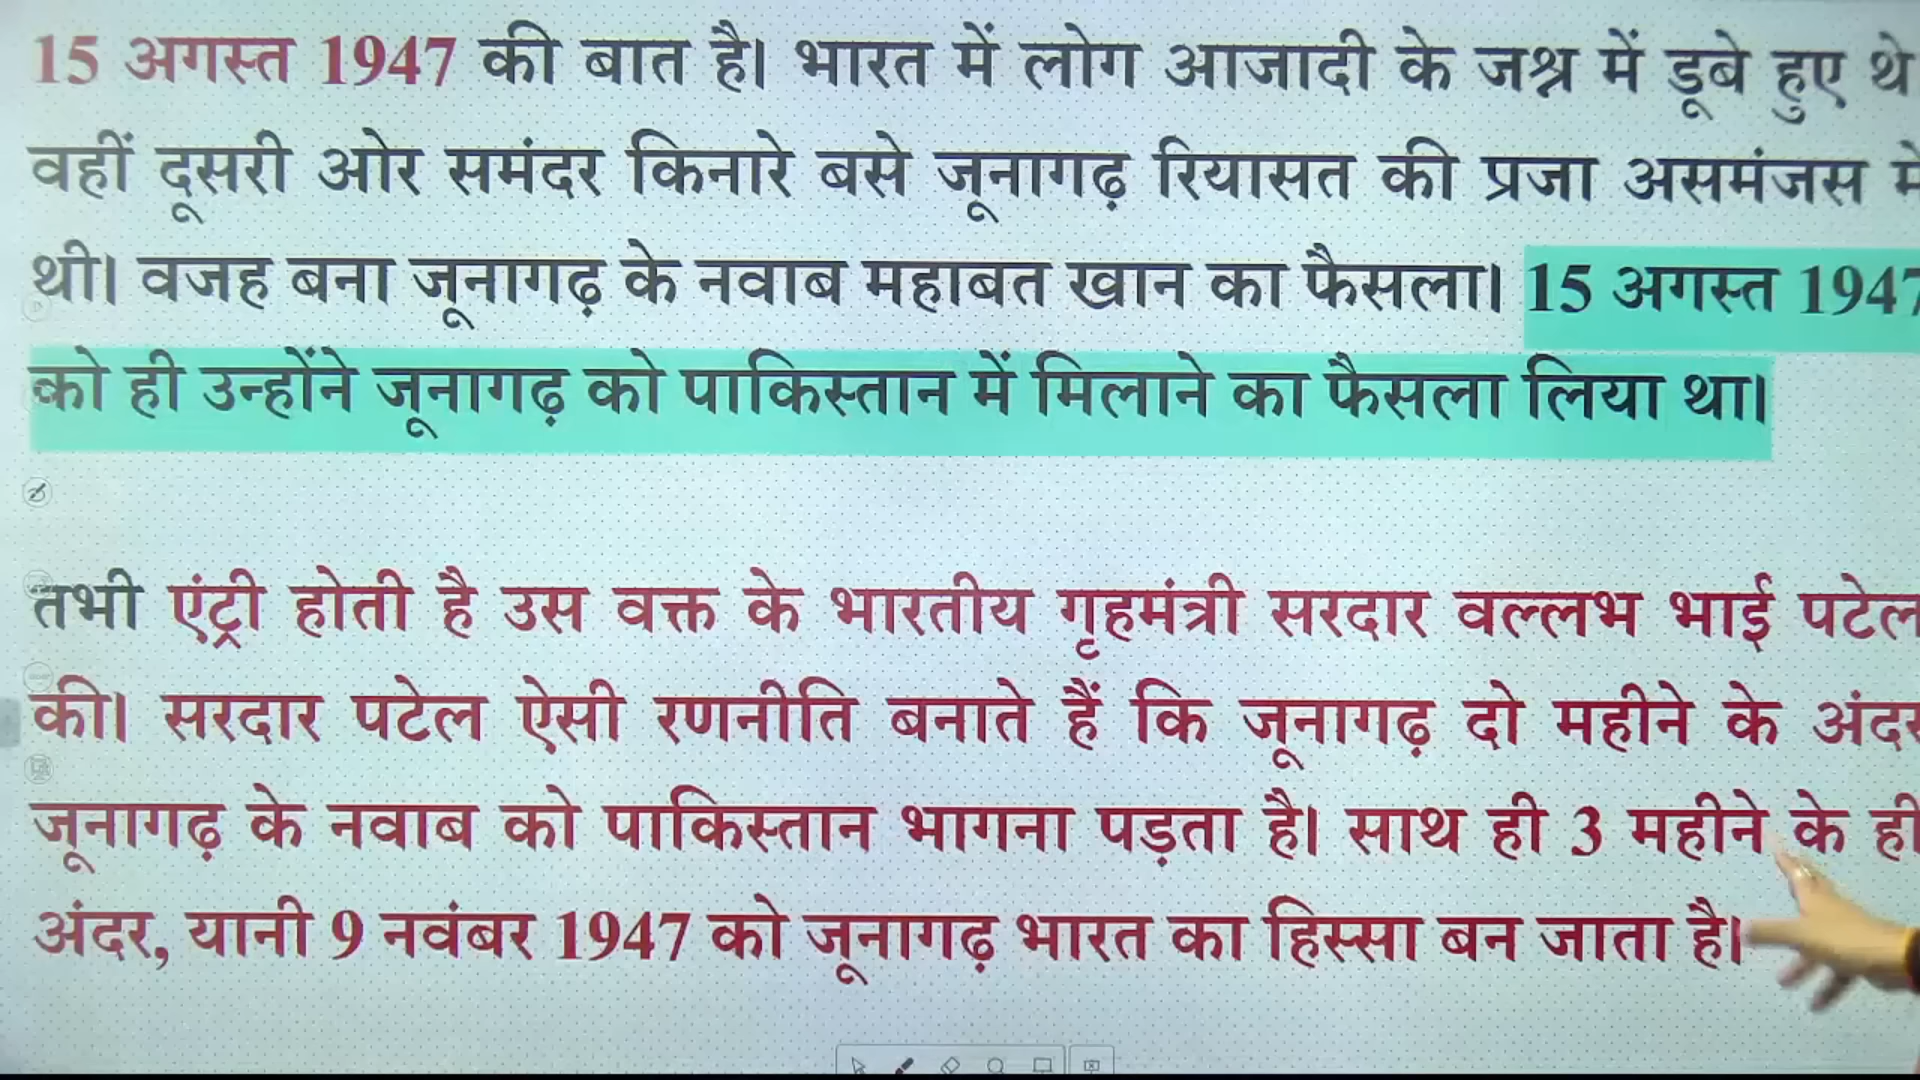 15 अगस्त 1947 की बात है। भारत में लोग आजादी के जश्न में डूबे हुए थे
वहीं दूसरी ओर समंदर किनारे बसे जूनागढ़ रियासत की प्रजा असमंजस में
थी। वजह बना जूनागढ़ के नवाब महाबत खान का फैसला। 15 अगस्त 1947
को ही उन्होंने जूनागढ़ को पाकिस्तान में मिलाने का फैसला लिया था।
तभी एंट्री होती है उस वक्त के भारतीय गृहमंत्री सरदार वल्लभ भाई पटेल
की। सरदार पटेल ऐसी रणनीति बनाते हैं कि जूनागढ़ दो महीने के अंदर
जूनागढ़ के नवाब को पाकिस्तान भागना पड़ता है। साथ ही 3 महीने के ही
अंदर, यानी 9 नवंबर 1947 को जूनागढ़ भारत का हिस्सा बन जाता है।